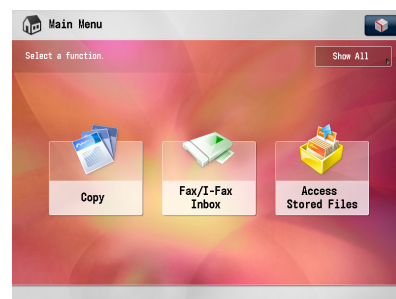 Main Menu
Select a function.
Show All
Copy
Fax/I-Fax
Inbox
Access
Stored Files